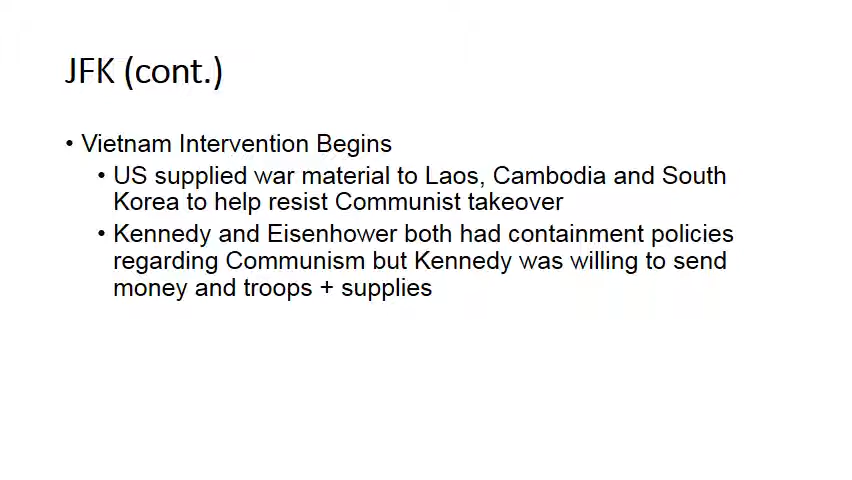 JFK (cont.)
• Vietnam Intervention Begins
• US supplied war material to Laos, Cambodia and South
Korea to help resist Communist takeover
• Kennedy and Eisenhower both had containment policies
regarding Communism but Kennedy was willing to send
money and troops + supplies